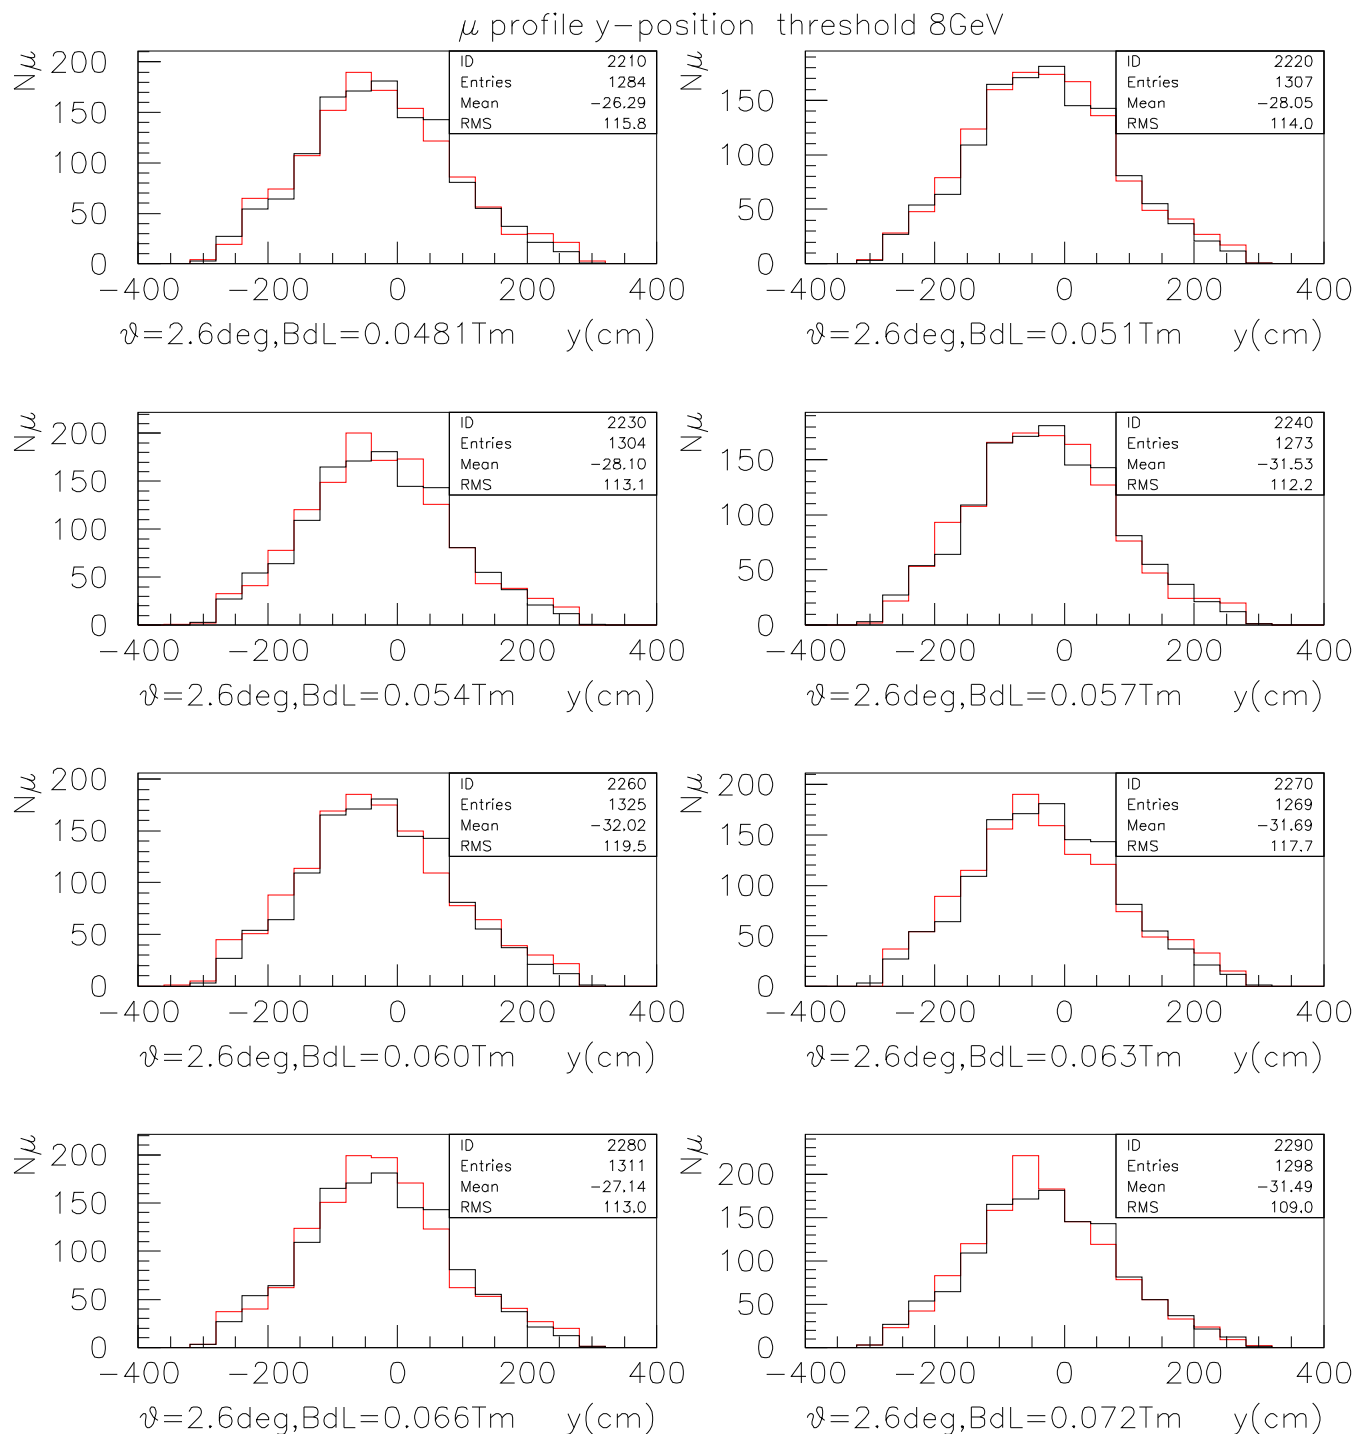 μ profile y−position threshold 8GeV
Nμ
200
150
100
50
0
−400 −200 0 200 400
ID 2210
Entries 1284
Mean −26.29
RMS 115.8
ϑ=2.6deg,BdL=0.0481Tm y(cm)
Nμ
150
100
50
0
−400 −200 0 200 400
ID 2220
Entries 1307
Mean −28.05
RMS 114.0
ϑ=2.6deg,BdL=0.051Tm y(cm)
Nμ
200
150
100
50
0
−400 −200 0 200 400
ID 2230
Entries 1304
Mean −28.10
RMS 113.1
ϑ=2.6deg,BdL=0.054Tm y(cm)
Nμ
150
100
50
0
−400 −200 0 200 400
ID 2240
Entries 1273
Mean −31.53
RMS 112.2
ϑ=2.6deg,BdL=0.057Tm y(cm)
Nμ
200
150
100
50
0
−400 −200 0 200 400
ID 2260
Entries 1325
Mean −32.02
RMS 119.5
ϑ=2.6deg,BdL=0.060Tm y(cm)
Nμ
200
150
100
50
0
−400 −200 0 200 400
ID 2270
Entries 1269
Mean −31.69
RMS 117.7
ϑ=2.6deg,BdL=0.063Tm y(cm)
Nμ
200
150
100
50
0
−400 −200 0 200 400
ID 2280
Entries 1311
Mean −27.14
RMS 113.0
ϑ=2.6deg,BdL=0.066Tm y(cm)
Nμ
200
150
100
50
0
−400 −200 0 200 400
ID 2290
Entries 1298
Mean −31.49
RMS 109.0
ϑ=2.6deg,BdL=0.072Tm y(cm)